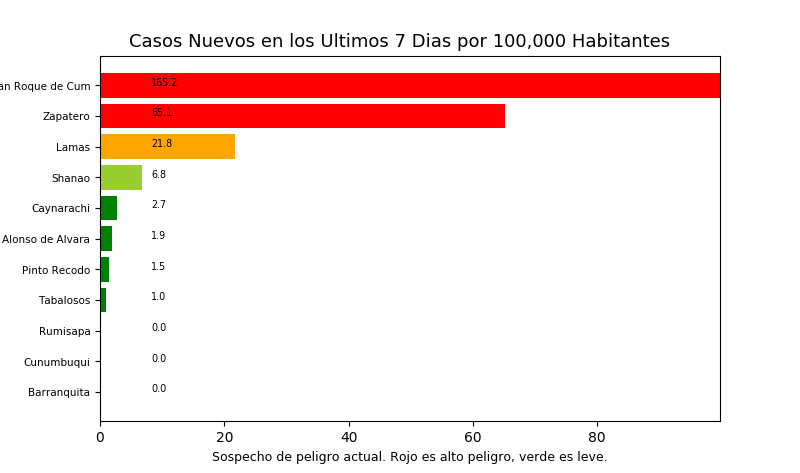 Casos Nuevos en los Ultimos 7 Dias por 100,000 Habitantes
an Roque de Cum 165.2
Zapatero 65.1
Lamas 21.8
Shanao 6.8
Caynarachi 2.7
Alonso de Alvara 1.9
Pinto Recodo 1.5
Tabalosos 1.0
Rumisapa 0.0
Cunumbuqui 0.0
Barranquita 0.0
0 20 40 60 80
Sospecho de peligro actual. Rojo es alto peligro, verde es leve.